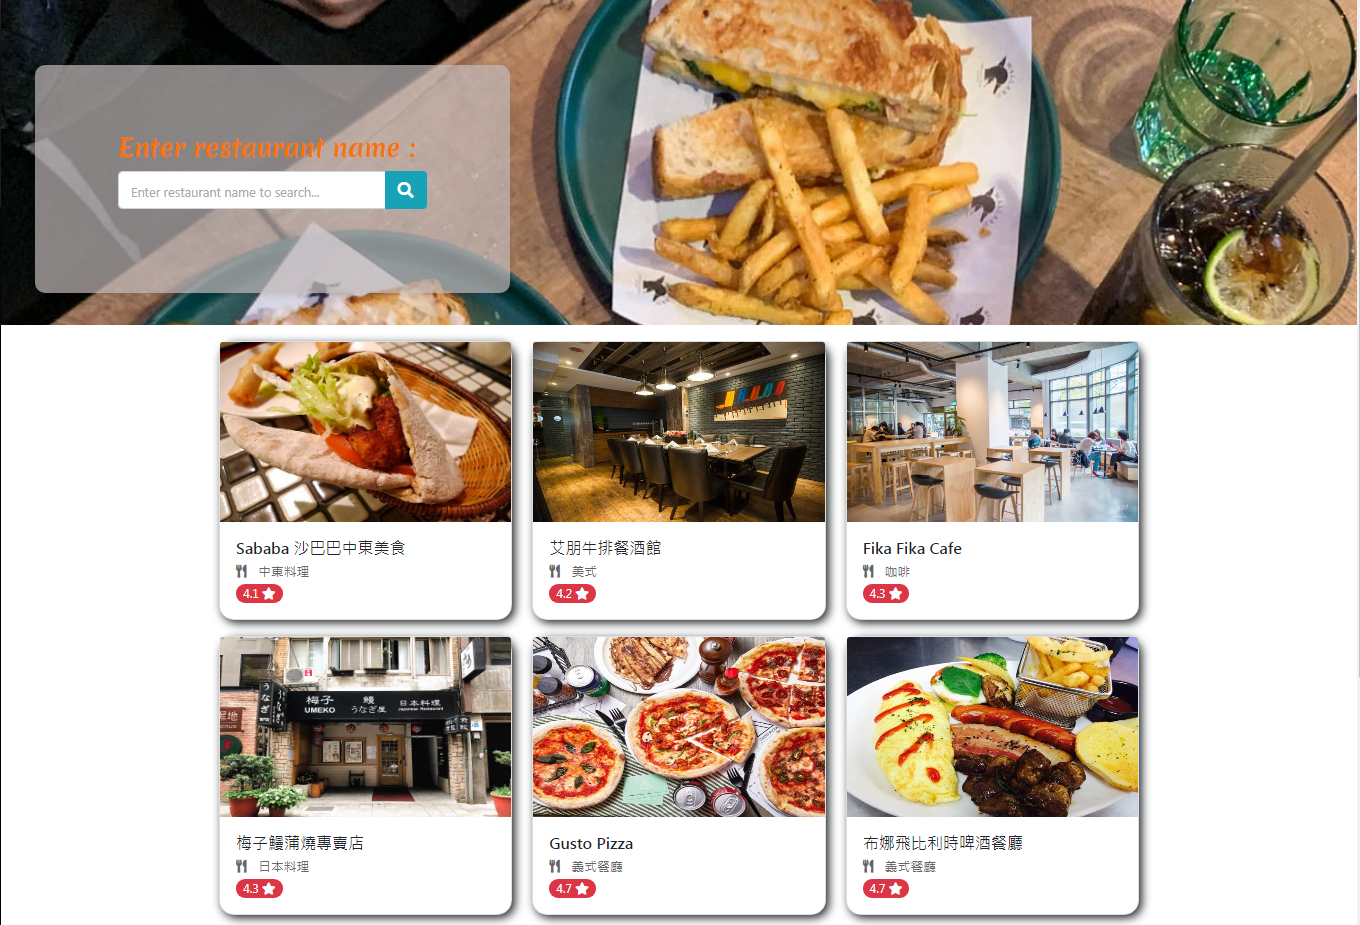 Enter restaurant name :
Enter restaurant name to search...
Sababa 沙巴巴中東美食
中東料理
4.1
艾朋牛排餐酒館
美式
4.2
Fika Fika Cafe
咖啡
4.3
梅子 鰻 日本料理
UMEKO うなぎ屋 Japanese Restaurant
うなぎ
梅子鰻蒲燒專賣店
日本料理
4.3
Gusto Pizza
義式餐廳
4.7
布娜飛比利時啤酒餐廳
義式餐廳
4.7